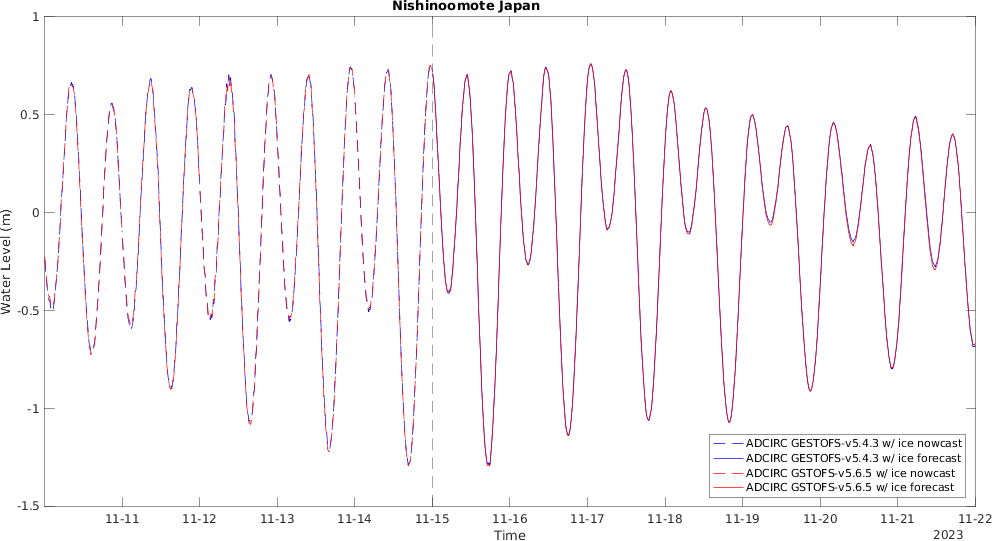 Nishinoomote Japan
1
0.5
0
-0.5
-1
-1.5
Water Level (m)
11-11
11-12
11-13
11-14
11-15
11-16
11-17
11-18
11-19
11-20
11-21
11-22
Time
2023
ADCIRC GESTOFS-v5.4.3 w/ ice nowcast
ADCIRC GESTOFS-v5.4.3 w/ ice forecast
ADCIRC GSTOFS-v5.6.5 w/ ice nowcast
ADCIRC GSTOFS-v5.6.5 w/ ice forecast